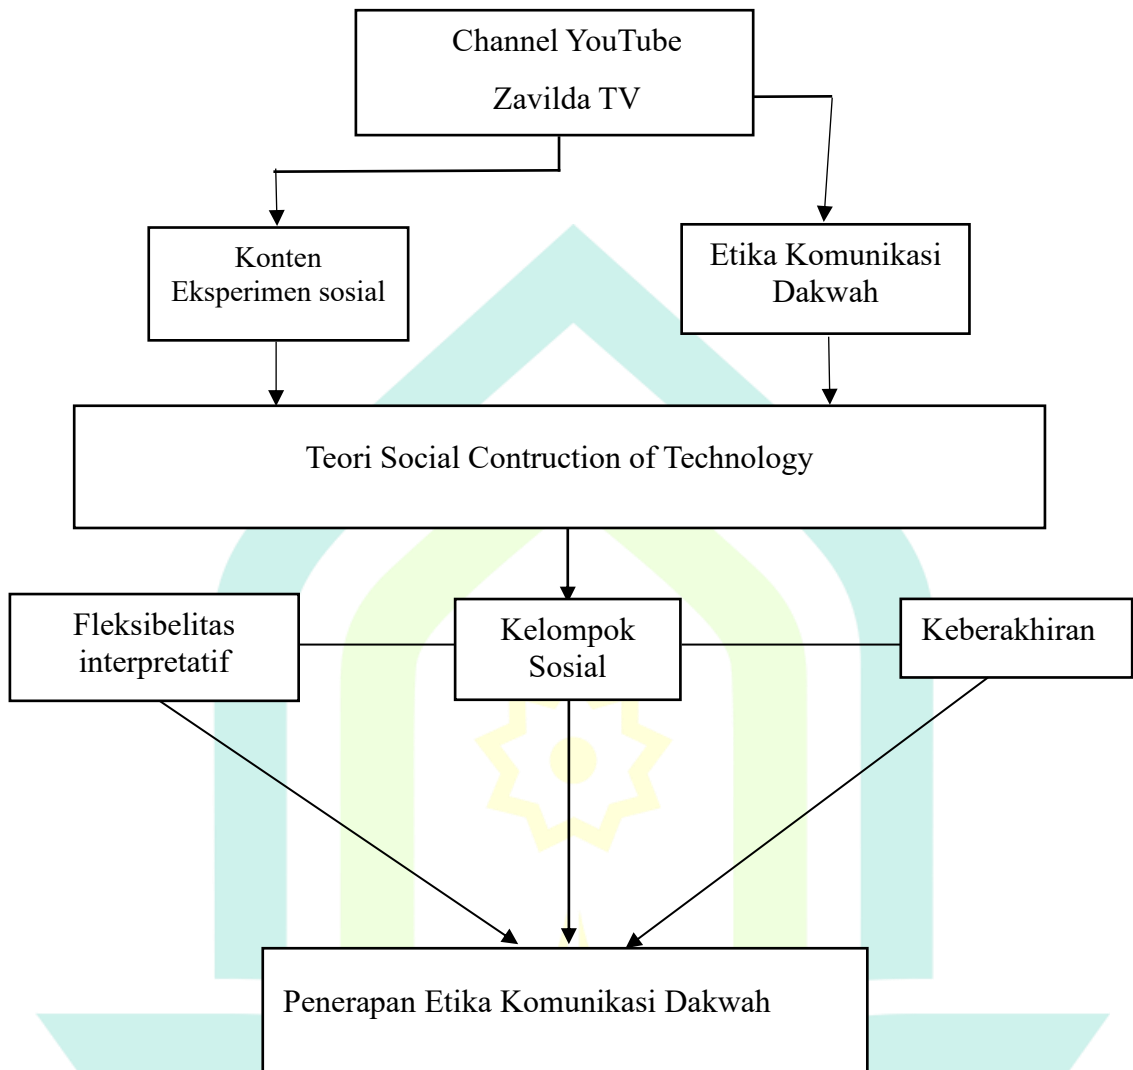 Channel YouTube
Zavilda TV
Konten
Eksperimen sosial
Etika Komunikasi
Dakwah
Teori Social Contruction of Technology
Fleksibelitas
interpretatif
Kelompok
Sosial
Keberakhiran
Penerapan Etika Komunikasi Dakwah